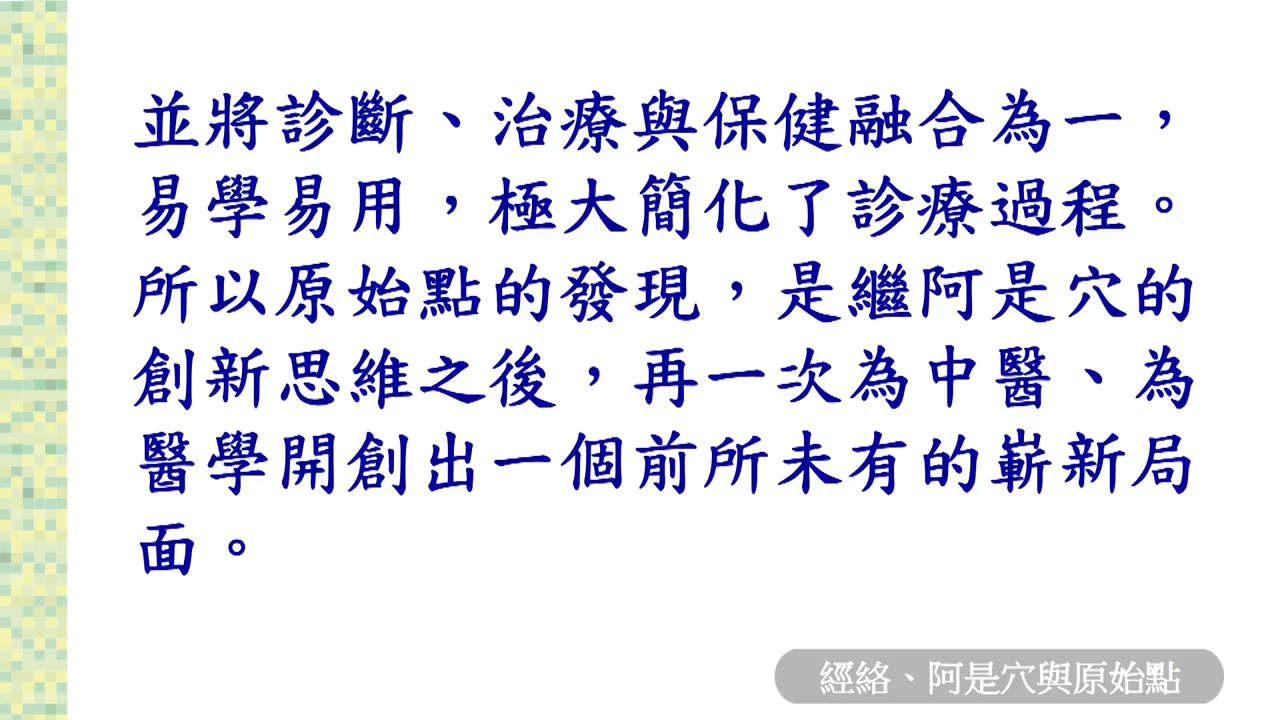 並將診斷、治療與保健融合為一，
易學易用，極大簡化了診療過程。
所以原始點的發現，是繼阿是穴的
創新思維之後，再一次為中醫、為
醫學開創出一個前所未有的嶄新局
面。
經絡、阿是穴與原始點